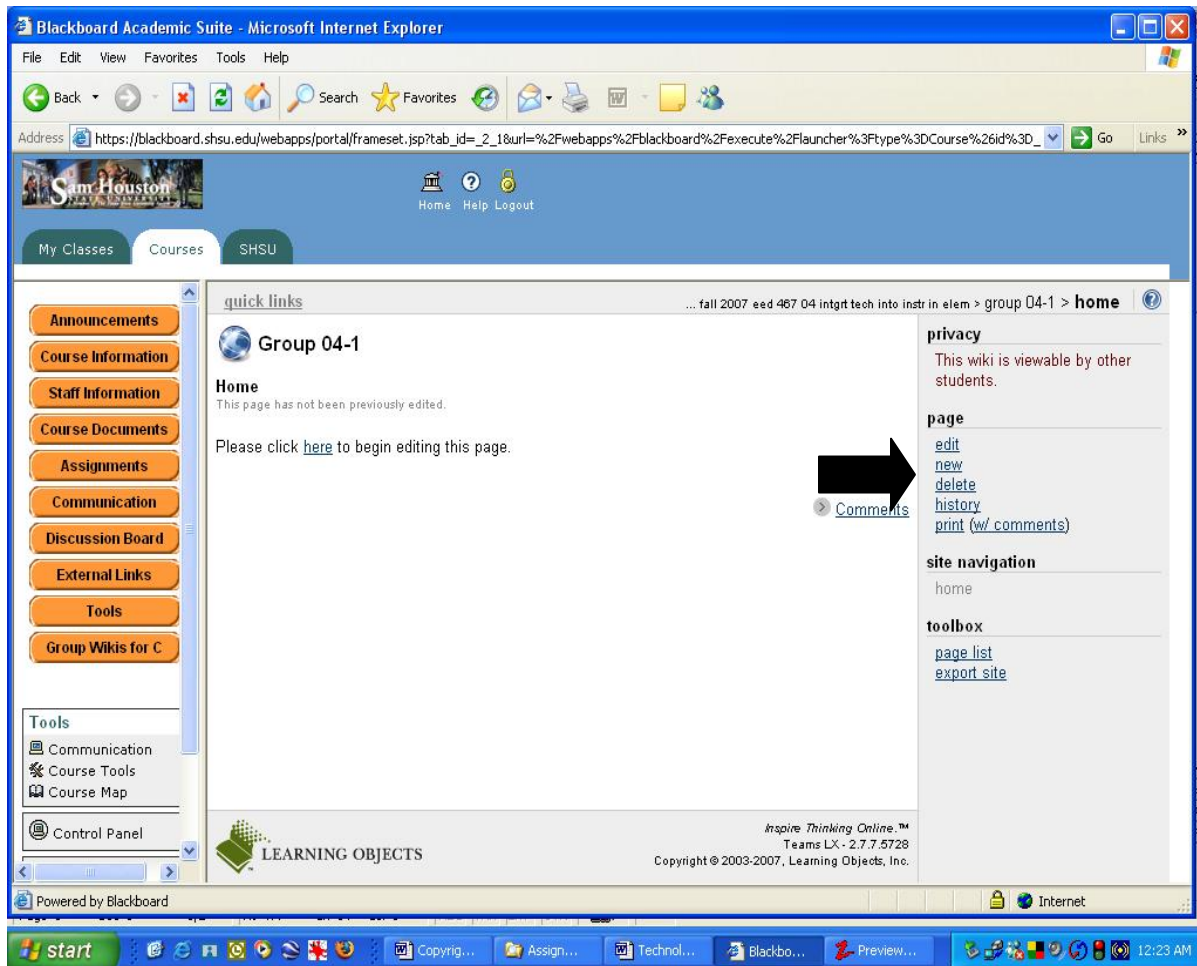 Blackboard Academic Suite - Microsoft Internet Explorer
File Edit View Favorites Tools Help
Back Search Favorites
Address https://blackboard.shsu.edu/webapps/portal/frameset.jsp?tab_id=_2_1&url=%2Fwebapps%2Fblackboard%2Fexecute%2Flauncher%3Ftype%3DCourse%26id%3D_ Go Links »
Sam Houston
STATE UNIVERSITY
Home Help Logout
My Classes Courses SHSU
Announcements
Course Information
Staff Information
Course Documents
Assignments
Communication
Discussion Board
External Links
Tools
Group Wikis for C
Tools
Communication
Course Tools
Course Map
Control Panel
quick links
... fall 2007 eed 467 04 intgrt tech into instr in elem > group 04-1 > home
Group 04-1
Home
This page has not been previously edited.
Please click here to begin editing this page.
Comments
privacy
This wiki is viewable by other
students.
page
edit
new
delete
history
print (w/ comments)
site navigation
home
toolbox
page list
export site
LEARNING OBJECTS
Inspire Thinking Online.™
Teams LX - 2.7.7.5728
Copyright © 2003-2007, Learning Objects, Inc.
Powered by Blackboard
Internet
start
Copyrig...
Assign...
Technol...
Blackbo...
Preview...
12:23 AM